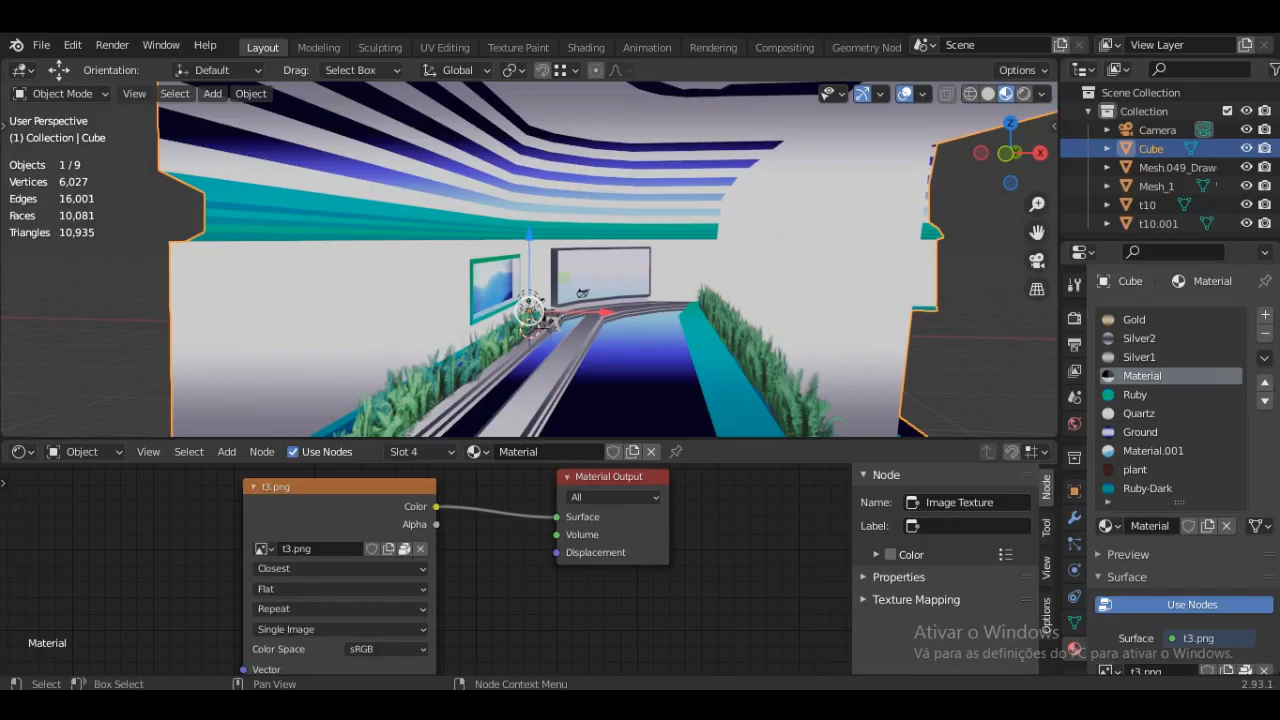 File Edit Render Window Help Layout Modeling Sculpting UV Editing Texture Paint Shading Animation Rendering Compositing Geometry Nod Scene View Layer
Orientation: Default Drag: Select Box Global Options
Object Mode View Select Add Object
User Perspective
(1) Collection | Cube
Objects 1 / 9
Vertices 6,027
Edges 16,001
Faces 10,081
Triangles 10,935
Z
X
Scene Collection
Collection
Camera
Cube
Mesh.049_Draw
Mesh_1
t10
t10.001
Cube Material
Gold
Silver2
Silver1
Material
Ruby
Quartz
Ground
Material.001
plant
Ruby-Dark
Material
Preview
Surface
Use Nodes
Surface t3.png
t3.png
Object View Select Add Node Use Nodes Slot 4 Material
t3.png
Color
Alpha
t3.png
Closest
Flat
Repeat
Single Image
Color Space sRGB
Vector
Material Output
All
Surface
Volume
Displacement
Node
Name: Image Texture
Label:
Color
Properties
Texture Mapping
Node
Tool
View
Options
Material
Ativar o Windows
Vá para as definições do PC para ativar o Windows.
Select Box Select Pan View Node Context Menu 2.93.1